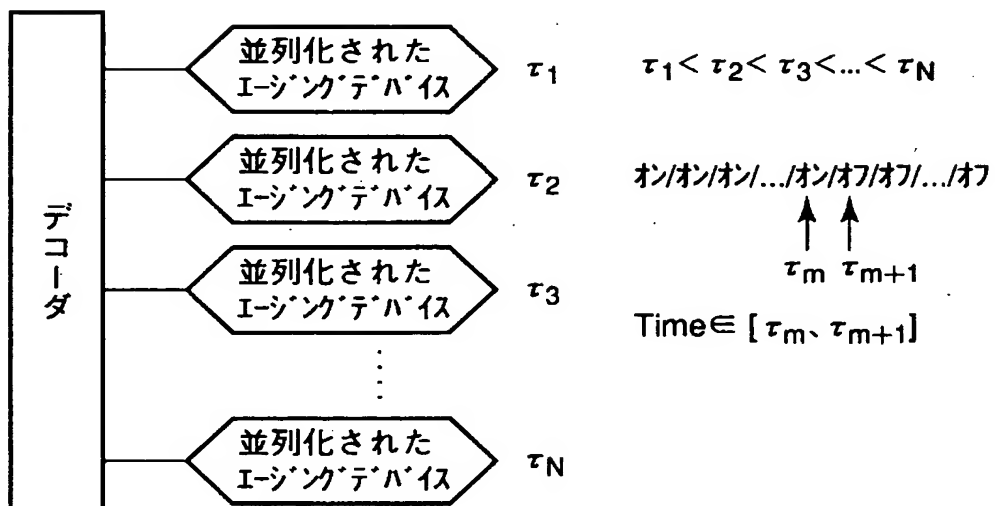 デコーダ
並列化された
エージングデバイス
τ1
τ1< τ2< τ3<...< τN
並列化された
エージングデバイス
τ2
オン/オン/オン/.../オン/オフ/オフ/.../オフ
τm τm+1
並列化された
エージングデバイス
τ3
Time∈ [τm、τm+1]
並列化された
エージングデバイス
τN